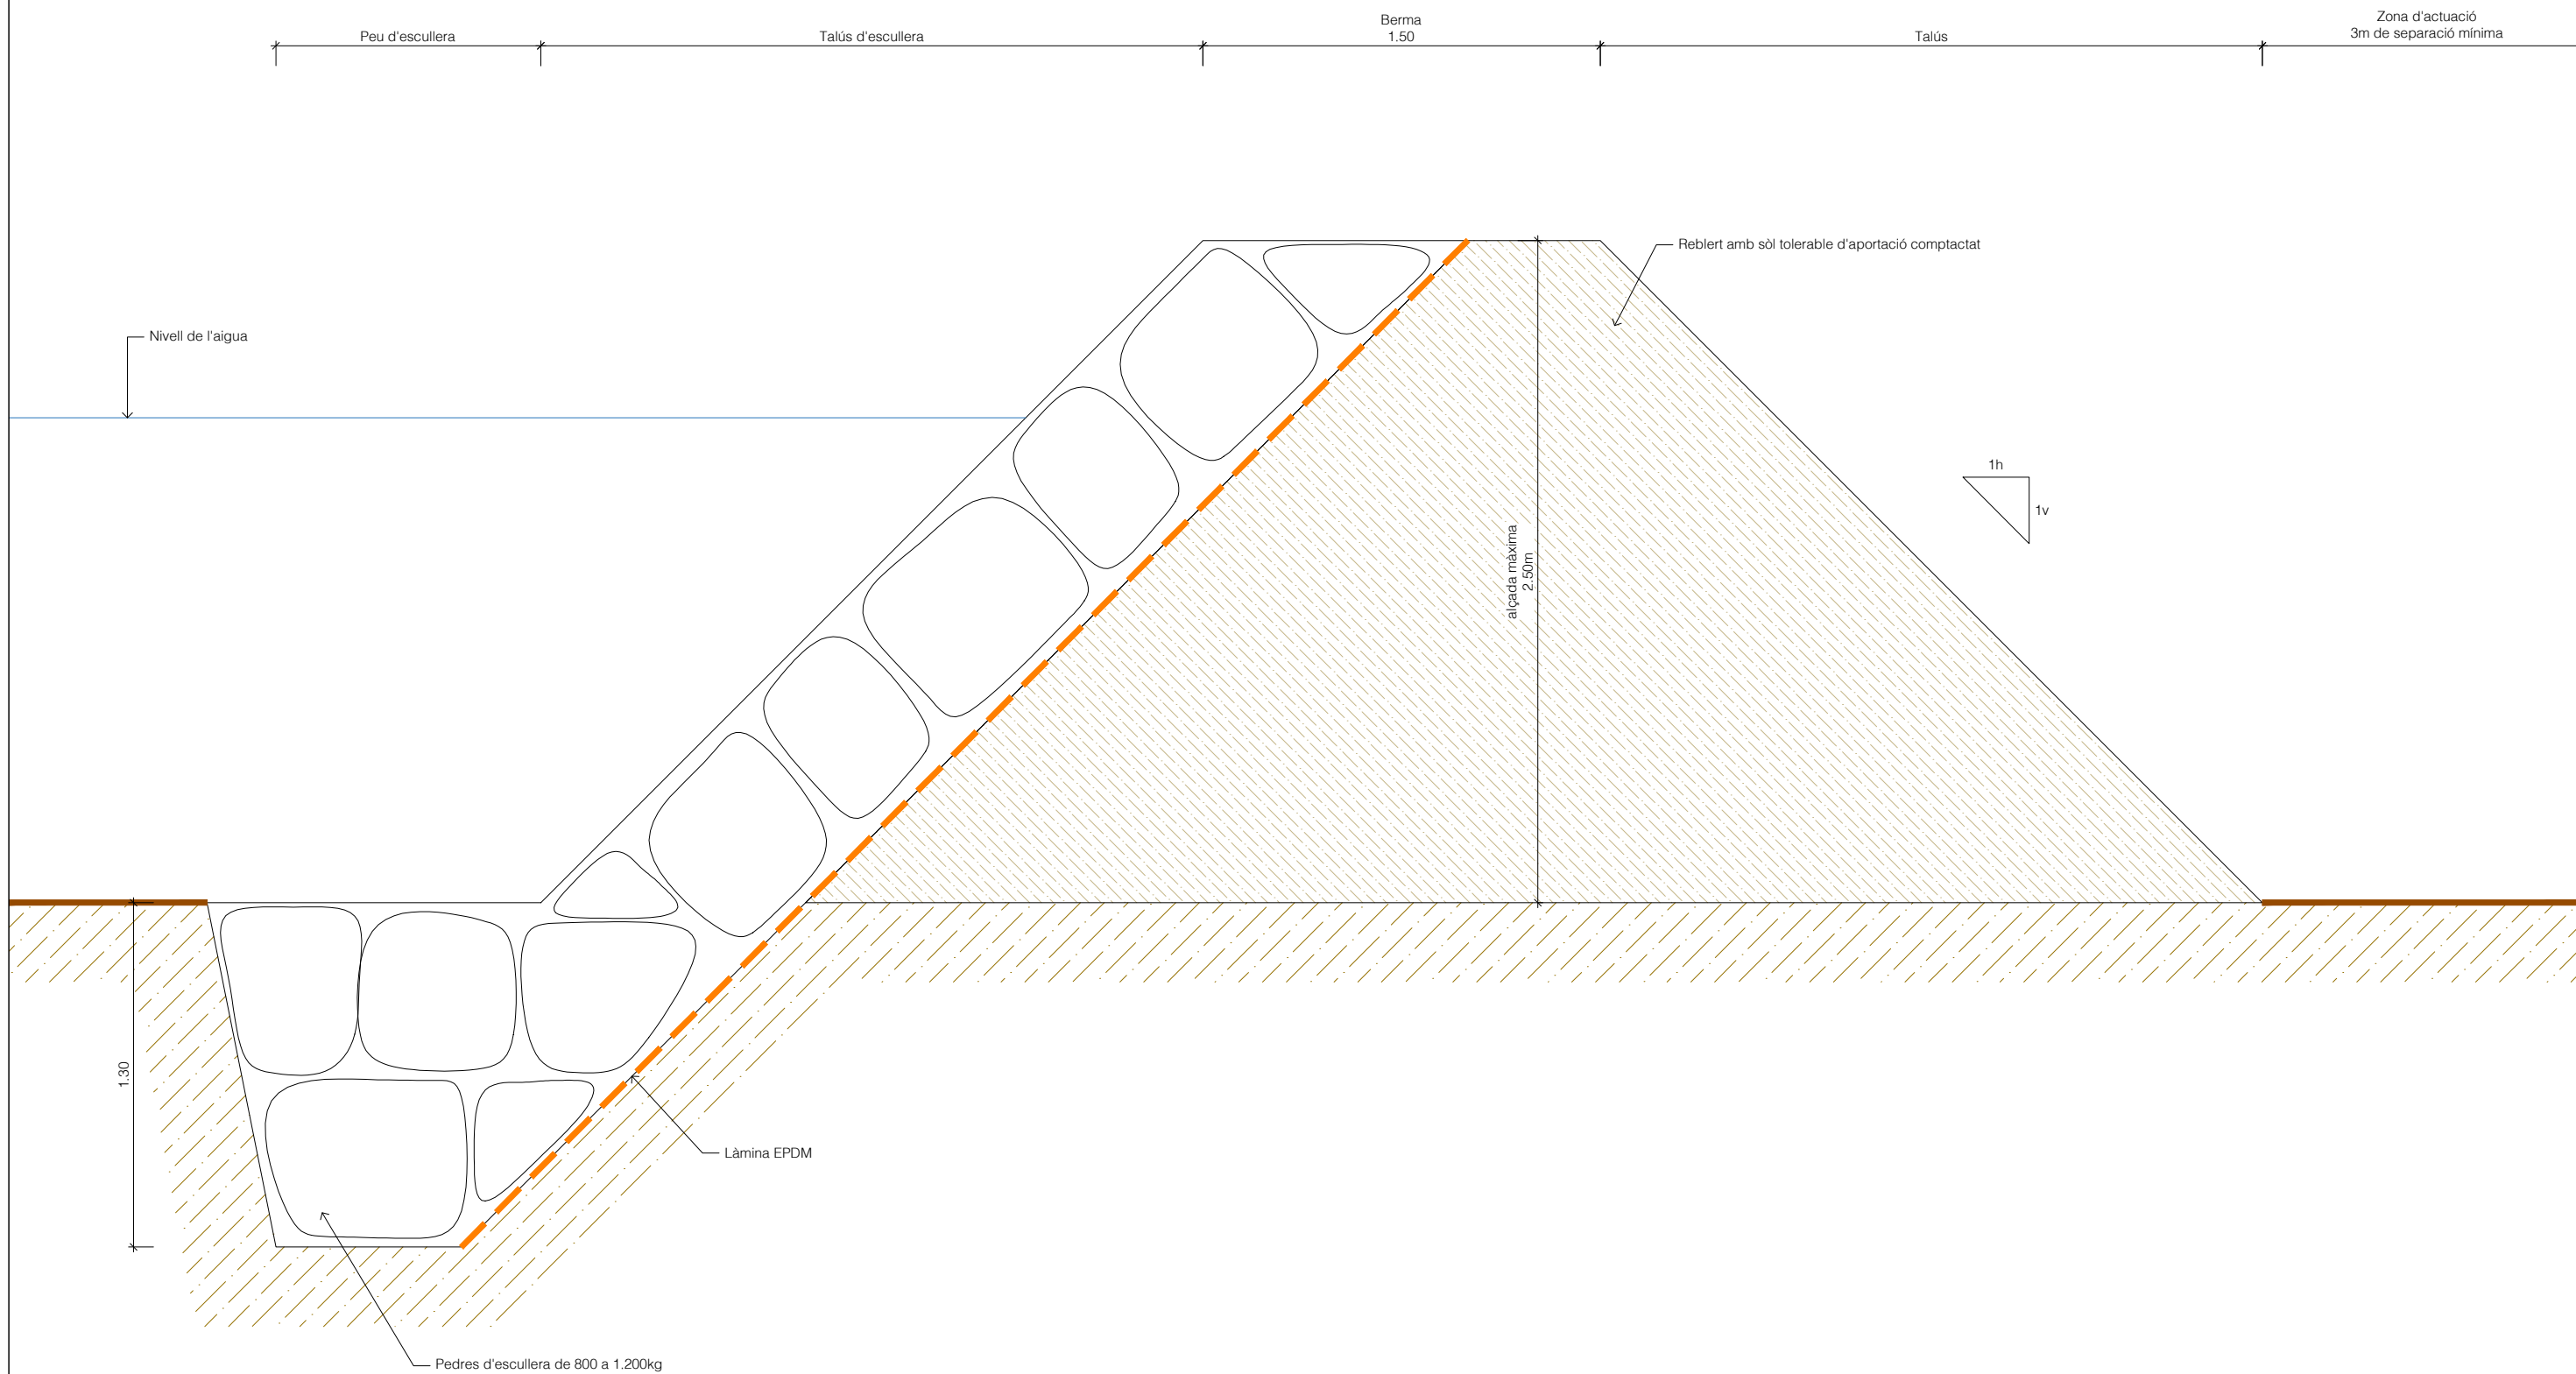 Peu d'escullera
Talús d'escullera
Berma
1.50
Talús
Zona d'actuació
3m de separació mínima
Reblert amb sòl tolerable d'aportació comptactat
Nivell de l'aigua
1h
1v
alçada màxima
2.50m
1.30
Làmina EPDM
Pedres d'escullera de 800 a 1.200kg